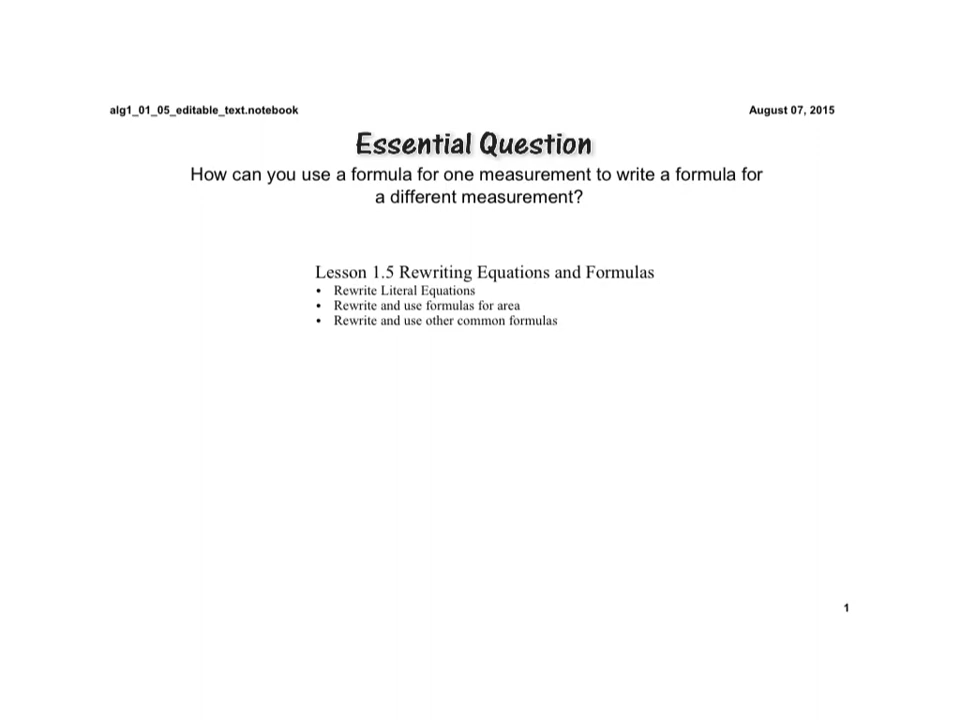 alg1_01_05_editable_text.notebook
August 07, 2015
Essential Question
How can you use a formula for one measurement to write a formula for
a different measurement?
Lesson 1.5 Rewriting Equations and Formulas
• Rewrite Literal Equations
• Rewrite and use formulas for area
• Rewrite and use other common formulas
1